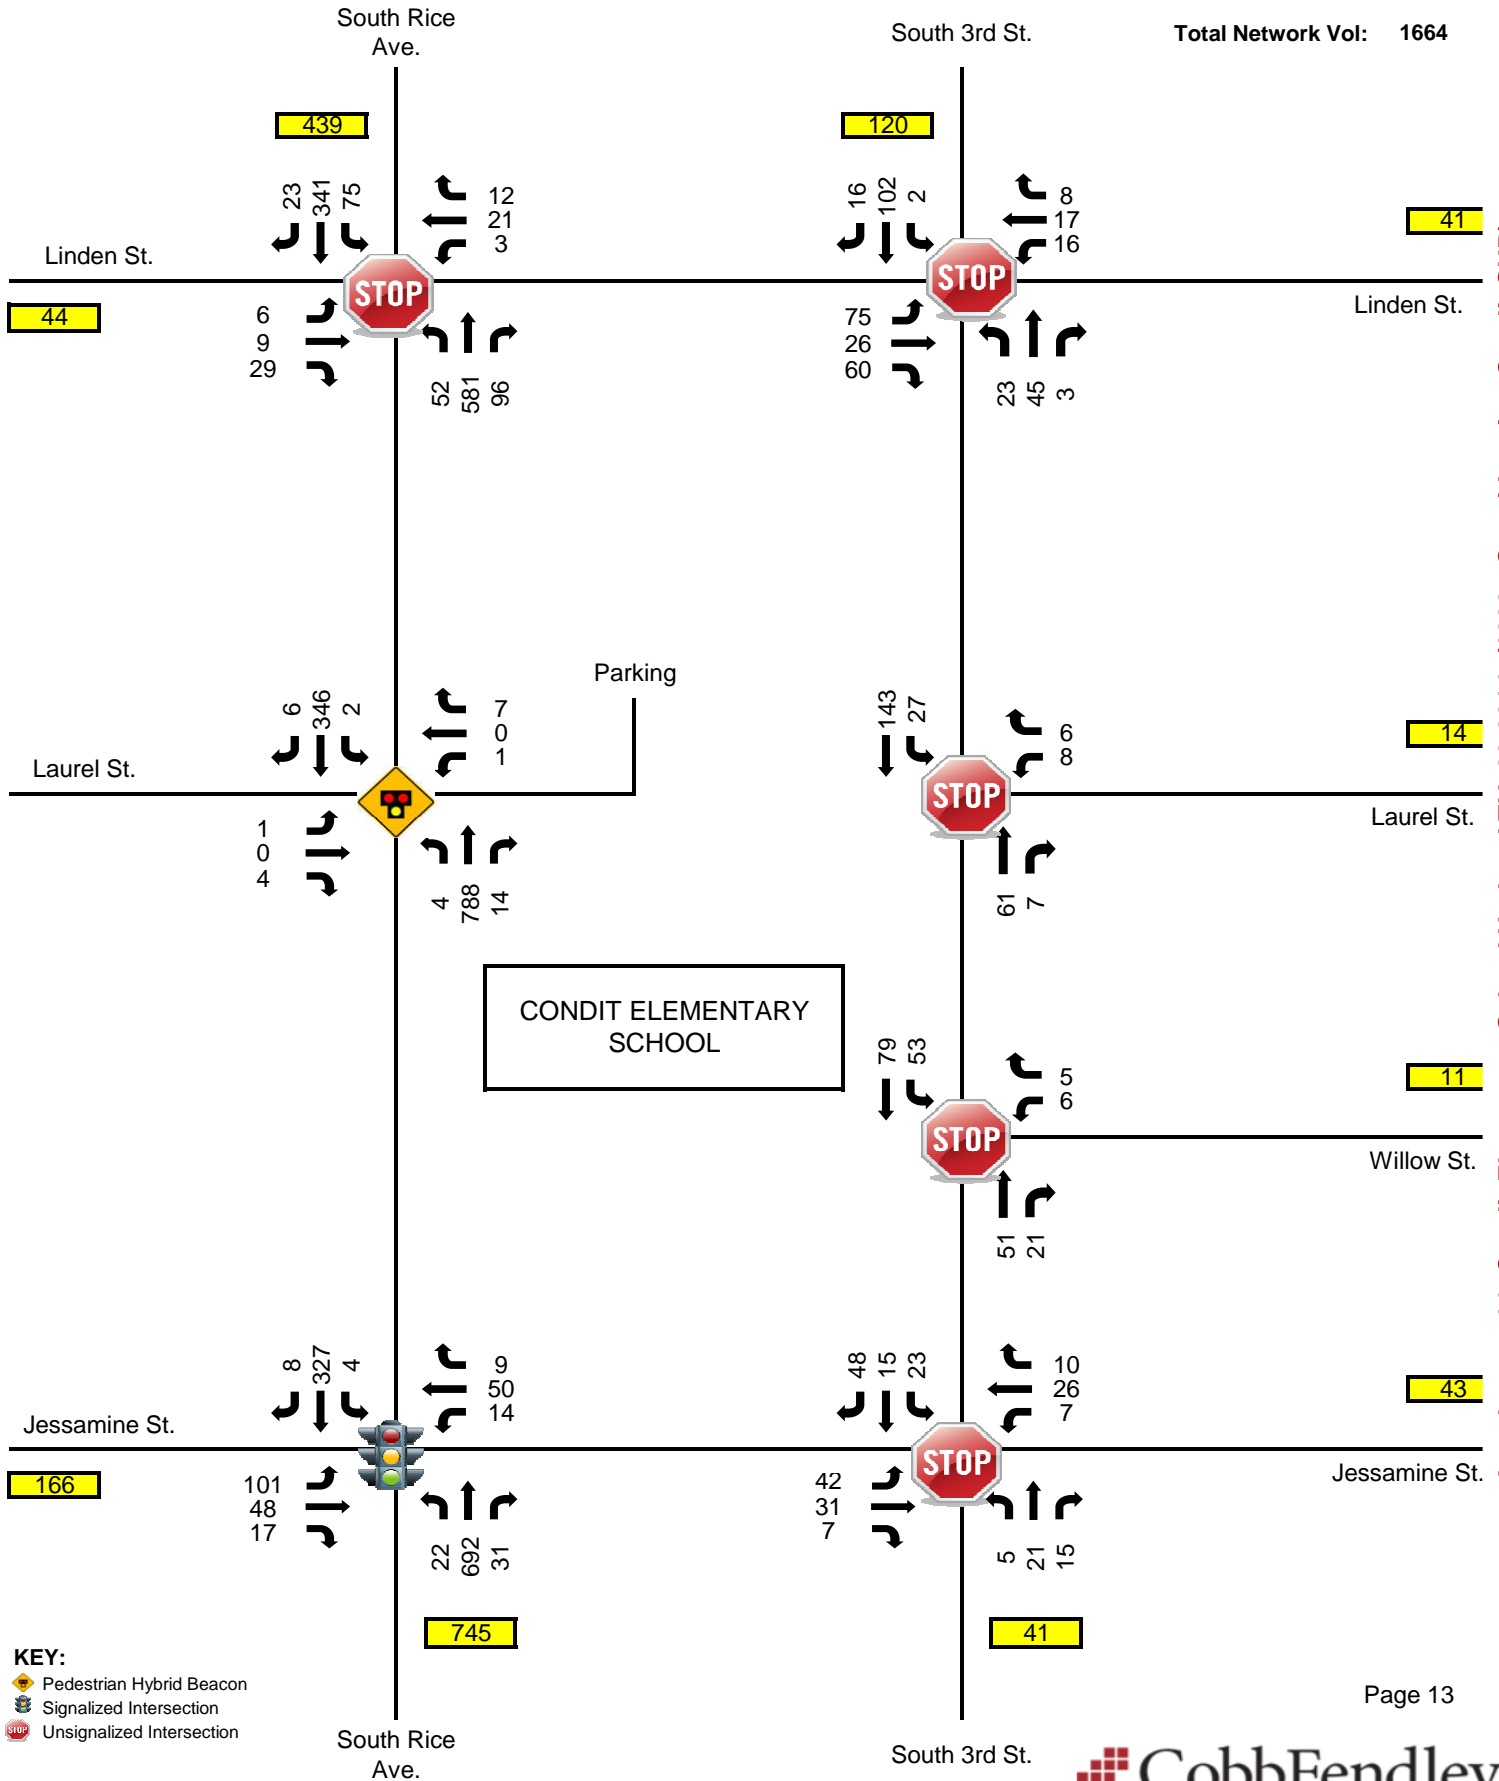 South Rice
Ave.
South 3rd St.
Total Network Vol: 1664
439
120
23 341 75
12
21
3
16 102 2
8
17
16
41
Linden St.
STOP
STOP
Linden St.
44
6
9
29
52 581 96
75
26
60
23 45 3
Parking
6 346 2
7
0
1
143 27
6
8
14
Laurel St.
STOP
Laurel St.
1
0
4
4 788 14
61 7
CONDIT ELEMENTARY
SCHOOL
79 53
5
6
11
STOP
Willow St.
51 21
8 327 4
9
50
14
48 15 23
10
26
7
43
Jessamine St.
STOP
Jessamine St.
166
101
48
17
22 692 31
42
31
7
5 21 15
745
41
KEY:
Pedestrian Hybrid Beacon
Signalized Intersection
STOP Unsignalized Intersection
Page 13
South Rice
Ave.
South 3rd St.
CobbFendley